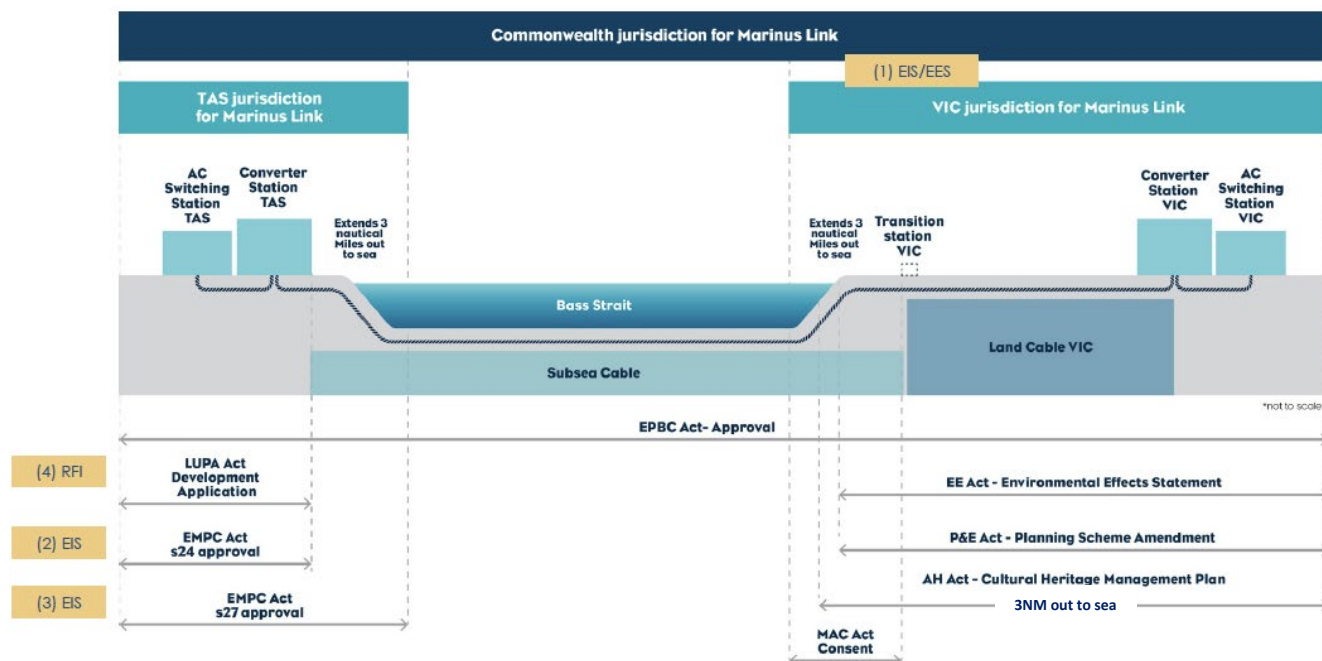 Commonwealth jurisdiction for Marinus Link
(1) EIS/EES
TAS jurisdiction
for Marinus Link
VIC jurisdiction for Marinus Link
AC
Switching
Station
TAS
Converter
Station
TAS
Extends 3
nautical
Miles out
to sea
Extends 3
nautical
Miles out
to sea
Transition
station
VIC
Converter
Station
VIC
AC
Switching
Station
VIC
Bass Strait
Land Cable VIC
Subsea Cable
*not to scale
EPBC Act- Approval
(4) RFI
LUPA Act
Development
Application
EE Act - Environmental Effects Statement
(2) EIS
EMPC Act
s24 approval
P&E Act - Planning Scheme Amendment
(3) EIS
EMPC Act
s27 approval
AH Act - Cultural Heritage Management Plan
3NM out to sea
MAC Act
Consent